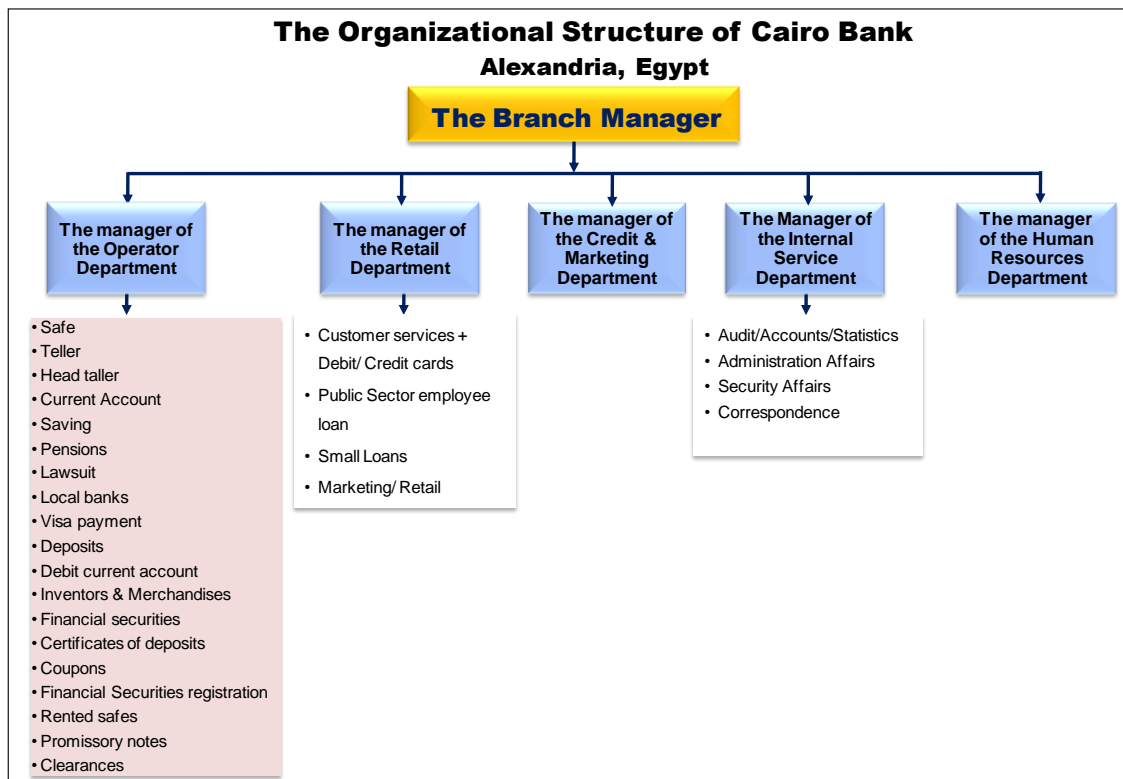 The Organizational Structure of Cairo Bank
Alexandria, Egypt
The Branch Manager
The manager of
the Operator
Department
The manager of
the Retail
Department
The manager of
the Credit &
Marketing
Department
The Manager of
the Internal
Service
Department
The manager
of the Human
Resources
Department
• Safe
• Teller
• Head taller
• Current Account
• Saving
• Pensions
• Lawsuit
• Local banks
• Visa payment
• Deposits
• Debit current account
• Inventors & Merchandises
• Financial securities
• Certificates of deposits
• Coupons
• Financial Securities registration
• Rented safes
• Promissory notes
• Clearances
• Customer services +
Debit/ Credit cards
• Public Sector employee
loan
• Small Loans
• Marketing/ Retail
• Audit/Accounts/Statistics
• Administration Affairs
• Security Affairs
• Correspondence